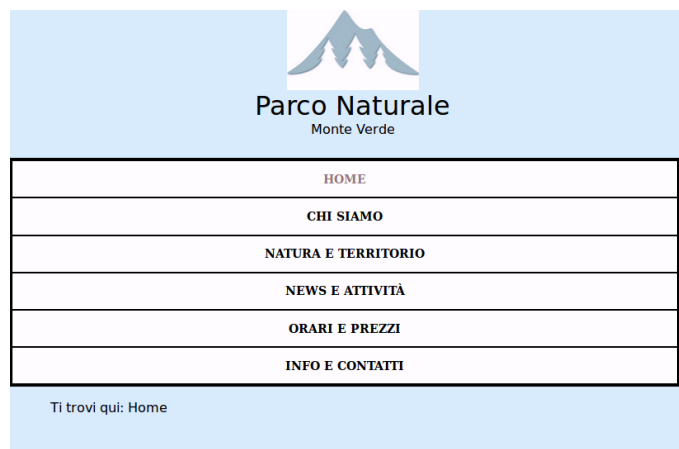 Parco Naturale
Monte Verde
HOME
CHI SIAMO
NATURA E TERRITORIO
NEWS E ATTIVITÀ
ORARI E PREZZI
INFO E CONTATTI
Ti trovi qui: Home